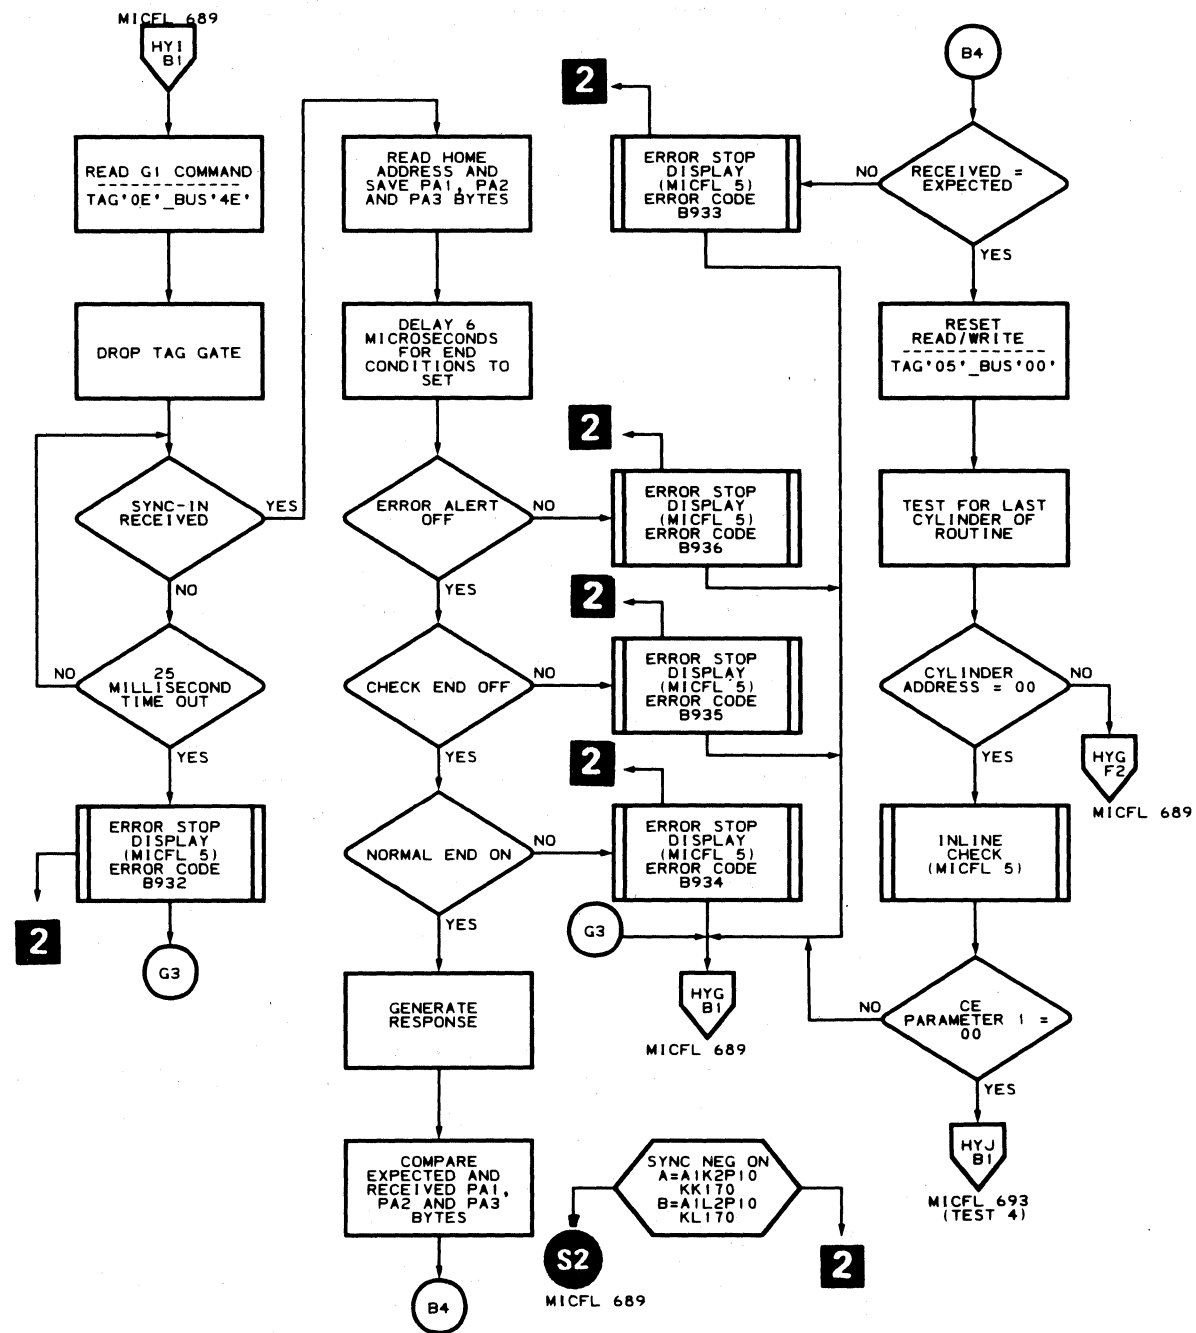 MICFL 689
HY1
B1
READ G1 COMMAND
TAG'0E'_BUS'4E'
DROP TAG GATE
SYNC-IN
RECEIVED
YES
NO
25
MILLISECOND
TIME OUT
NO
YES
ERROR STOP
DISPLAY
(MICFL 5)
ERROR CODE
B932
2
G3
READ HOME
ADDRESS AND
SAVE PA1, PA2
AND PA3 BYTES
DELAY 6
MICROSECONDS
FOR END
CONDITIONS TO
SET
ERROR ALERT
OFF
NO
YES
CHECK END OFF
NO
YES
NORMAL END ON
NO
YES
GENERATE
RESPONSE
COMPARE
EXPECTED AND
RECEIVED PA1,
PA2 AND PA3
BYTES
B4
2
ERROR STOP
DISPLAY
(MICFL 5)
ERROR CODE
B933
2
ERROR STOP
DISPLAY
(MICFL 5)
ERROR CODE
B936
2
ERROR STOP
DISPLAY
(MICFL 5)
ERROR CODE
B935
2
ERROR STOP
DISPLAY
(MICFL 5)
ERROR CODE
B934
G3
HYG
B1
MICFL 689
SYNC NEG ON
A=A1K2P10
KK170
B=A1L2P10
KL170
S2
MICFL 689
2
B4
RECEIVED =
EXPECTED
NO
YES
RESET
READ/WRITE
TAG'05'_BUS'00'
TEST FOR LAST
CYLINDER OF
ROUTINE
CYLINDER
ADDRESS = 00
NO
YES
HYG
F2
MICFL 689
INLINE
CHECK
(MICFL 5)
CE
PARAMETER 1 =
00
NO
YES
HYJ
B1
MICFL 693
(TEST 4)